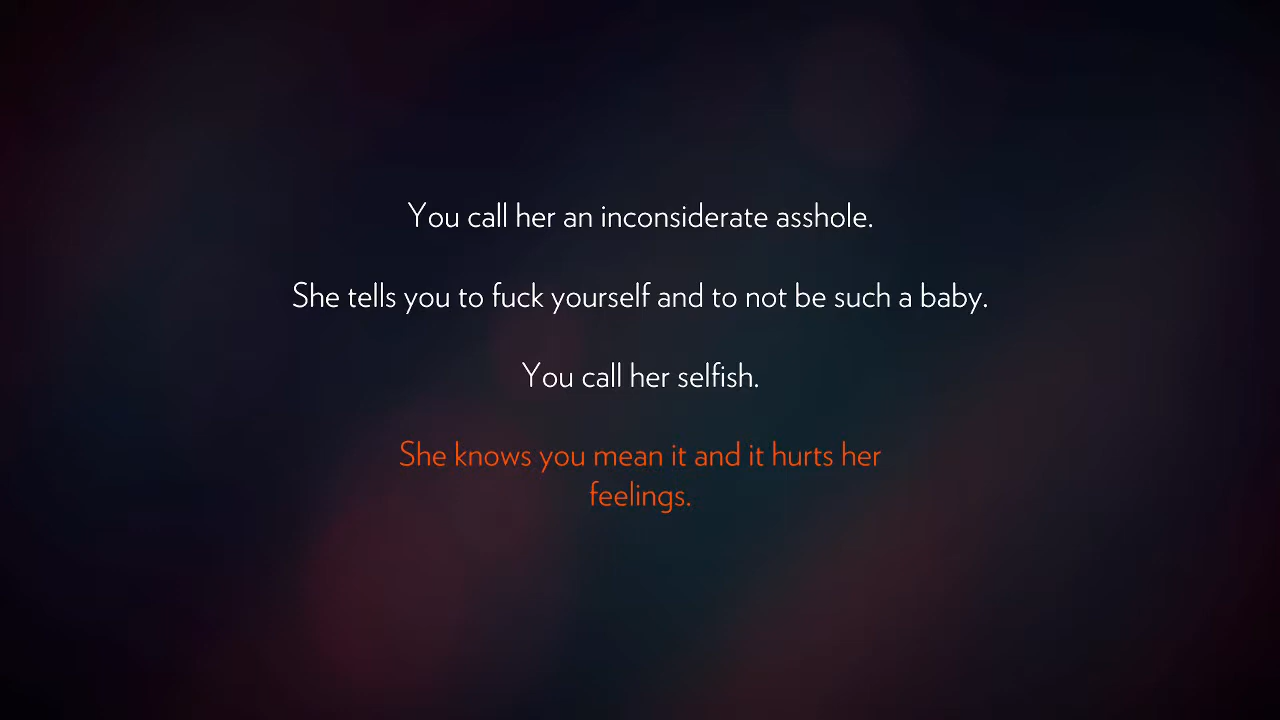 You call her an inconsiderate asshole.
She tells you to fuck yourself and to not be such a baby.
You call her selfish.
She knows you mean it and it hurts her
feelings.